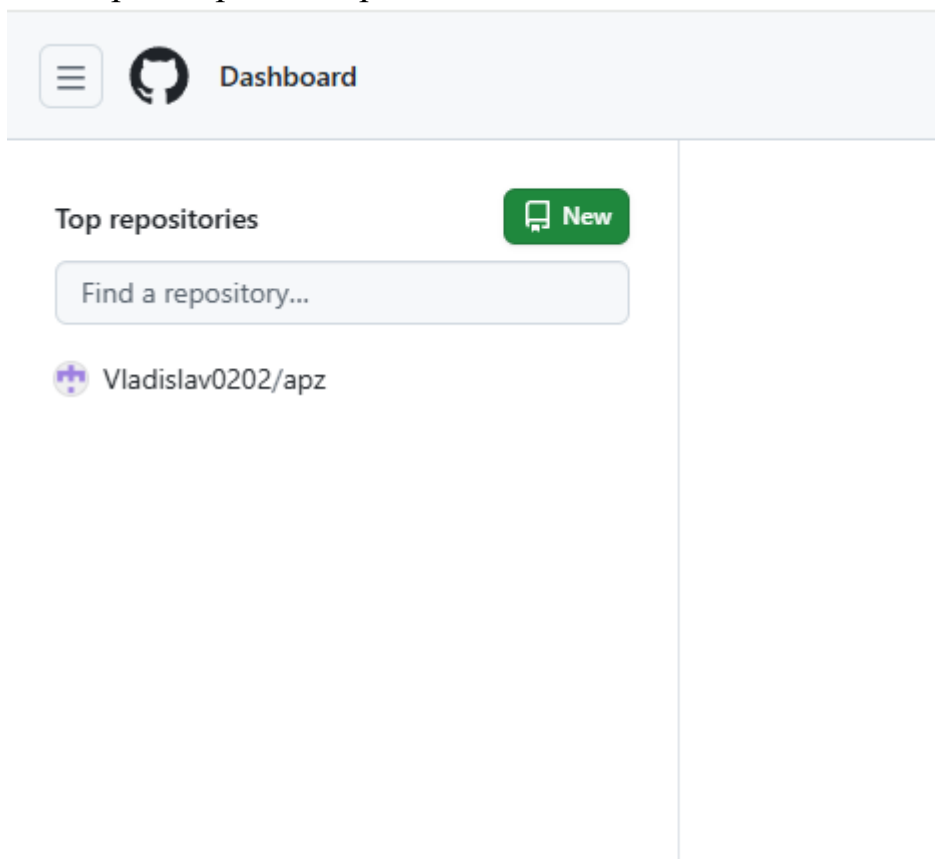 Dashboard
Top repositories
New
Find a repository...
Vladislav0202/apz